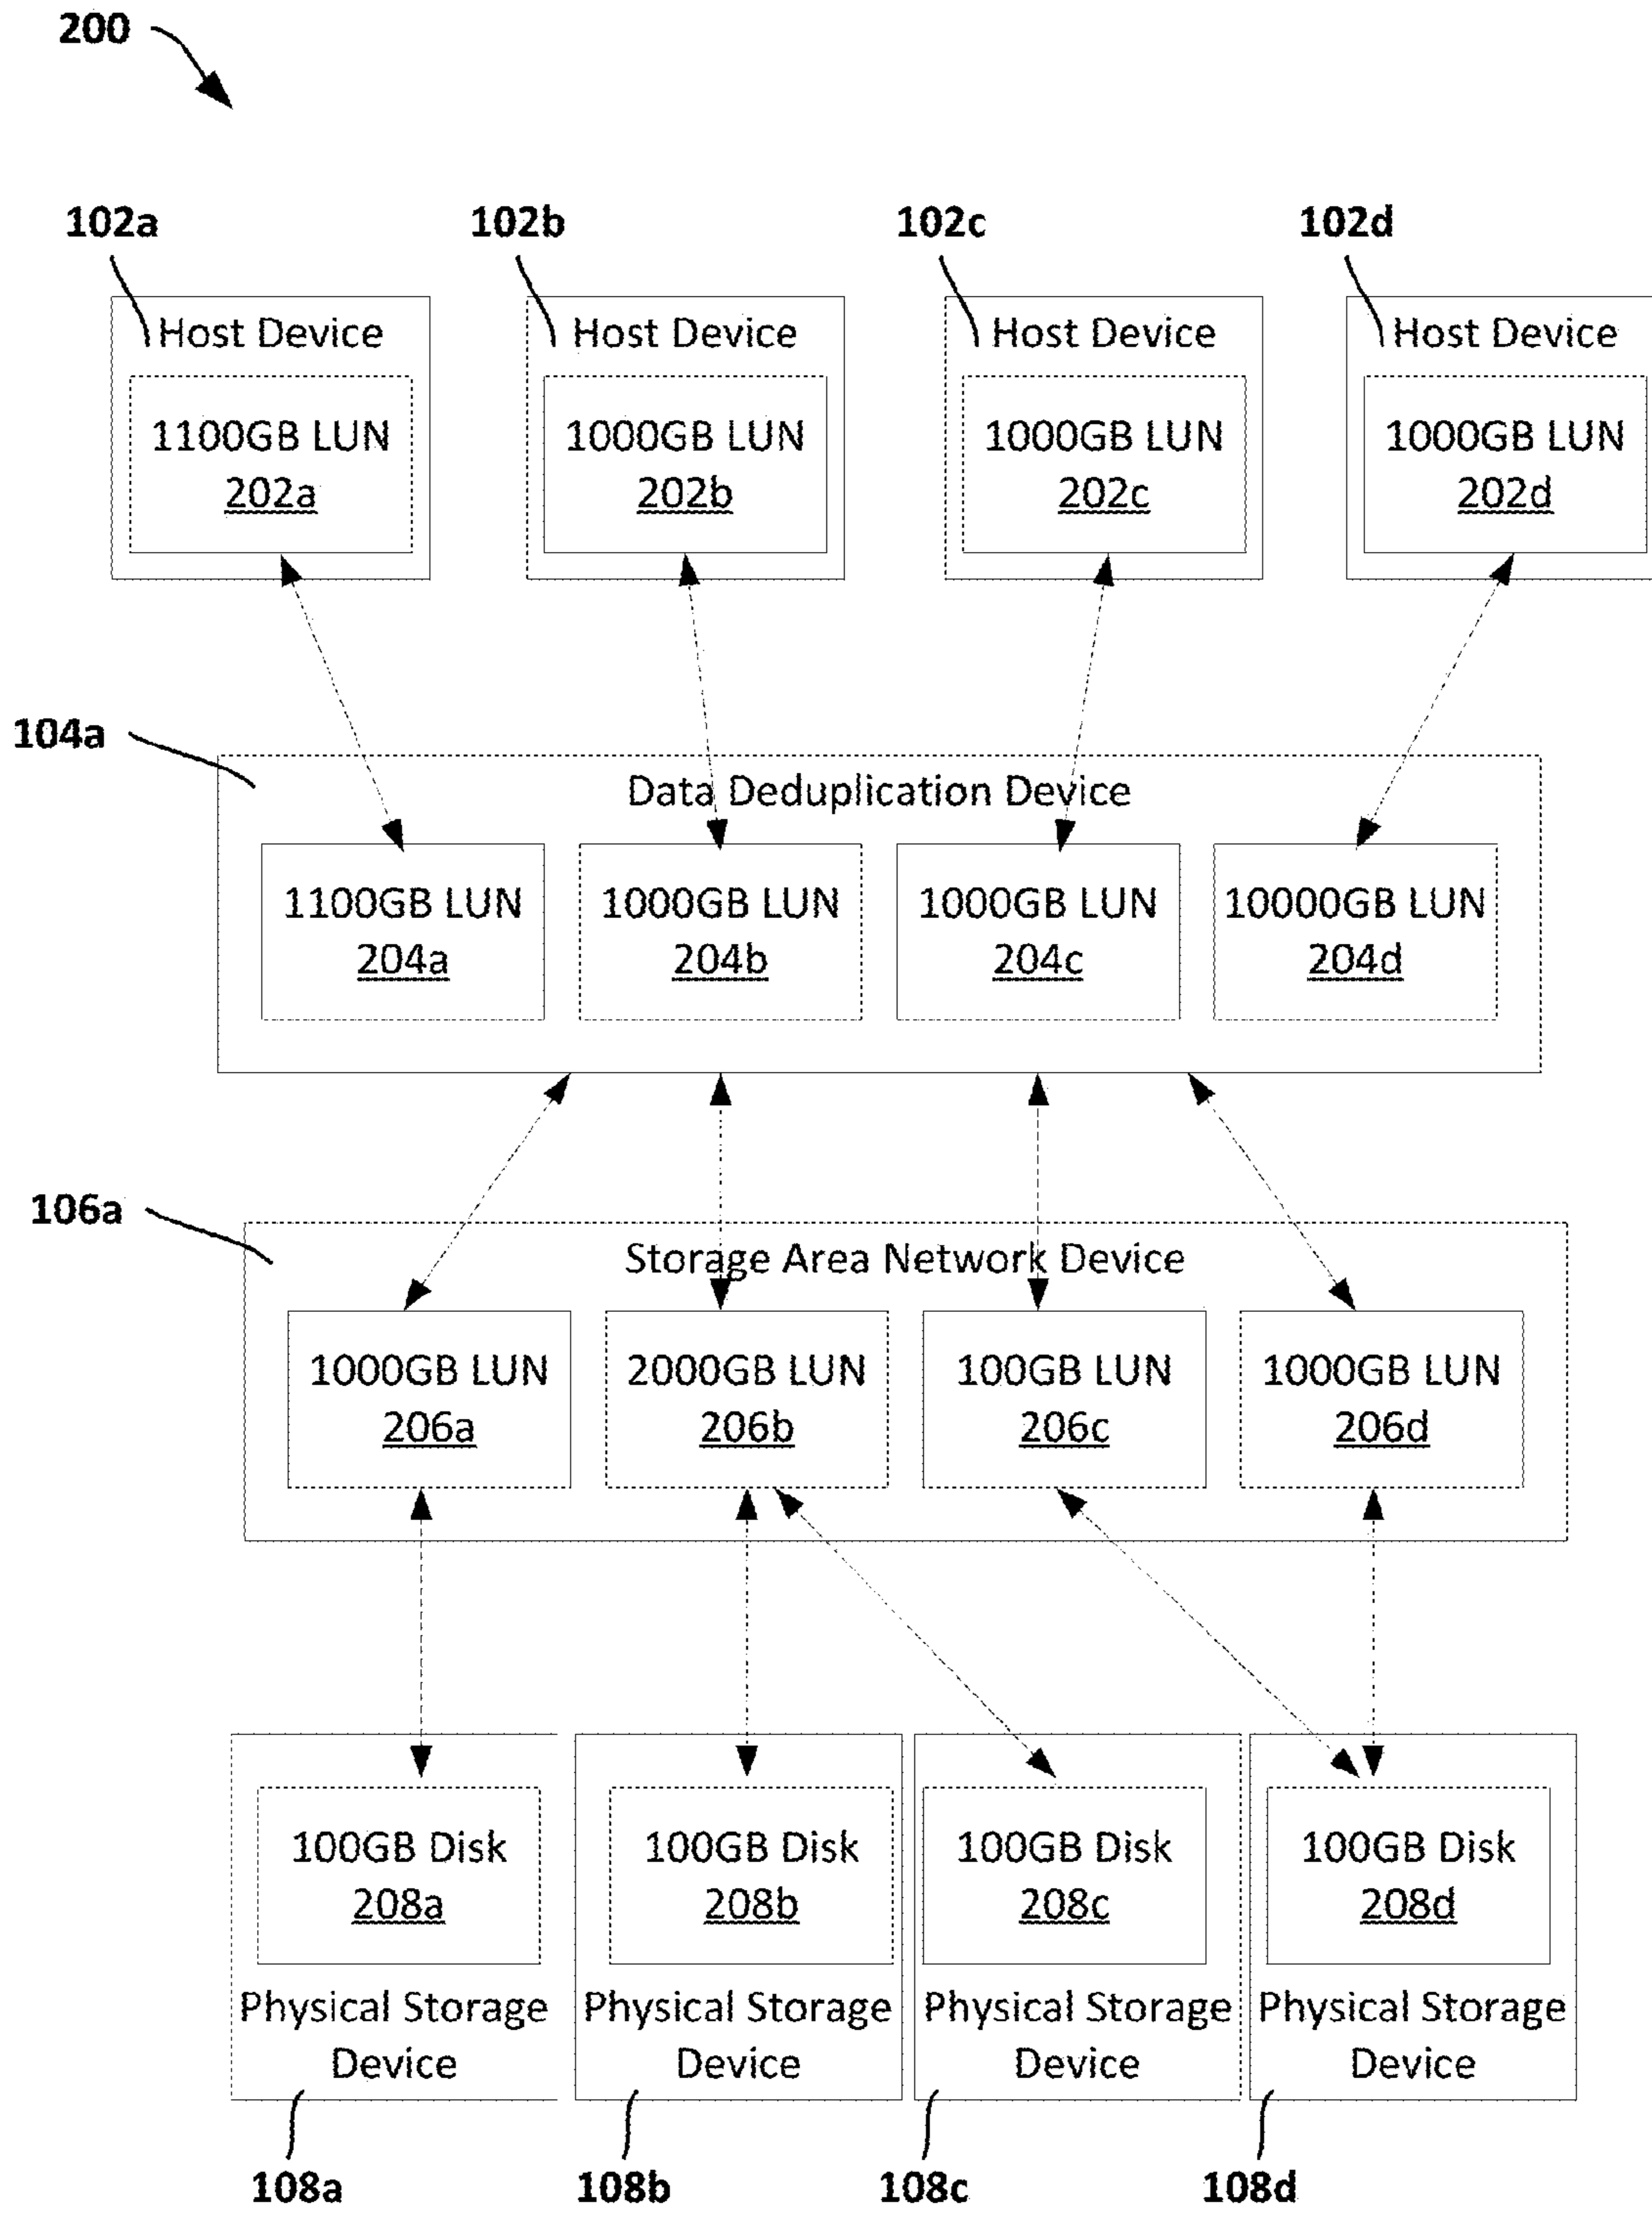 200
102a
102b
102c
102d
Host Device
Host Device
Host Device
Host Device
1100GB LUN
202a
1000GB LUN
202b
1000GB LUN
202c
1000GB LUN
202d
104a
Data Deduplication Device
1100GB LUN
204a
1000GB LUN
204b
1000GB LUN
204c
10000GB LUN
204d
106a
Storage Area Network Device
1000GB LUN
206a
2000GB LUN
206b
100GB LUN
206c
1000GB LUN
206d
100GB Disk
208a
100GB Disk
208b
100GB Disk
208c
100GB Disk
208d
Physical Storage
Device
Physical Storage
Device
Physical Storage
Device
Physical Storage
Device
108a
108b
108c
108d